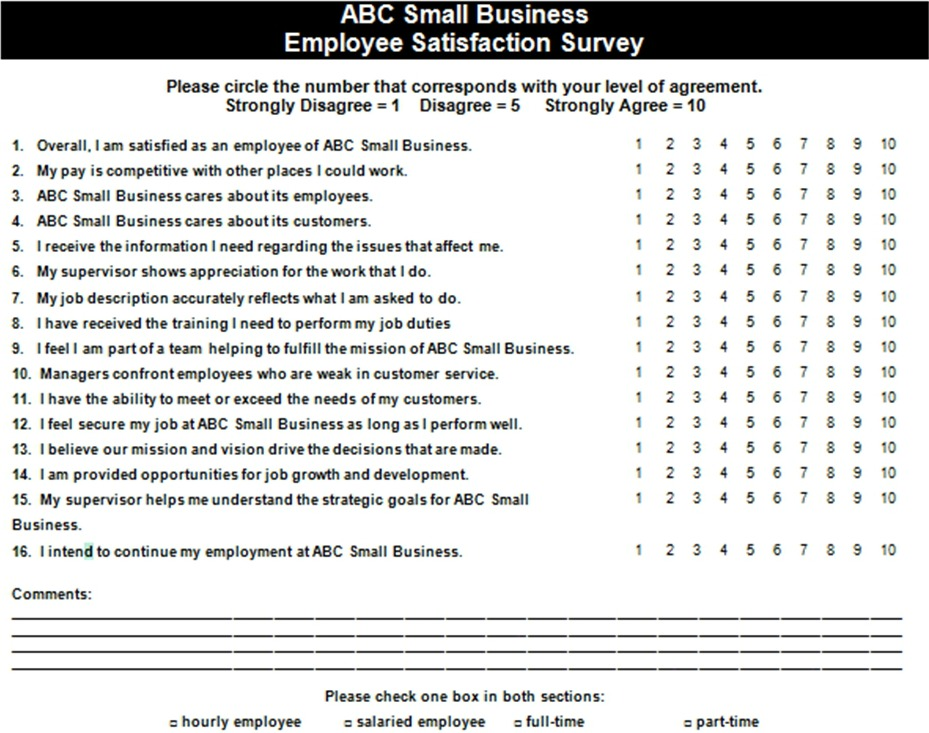 ABC Small Business
Employee Satisfaction Survey
Please circle the number that corresponds with your level of agreement.
Strongly Disagree = 1 Disagree = 5 Strongly Agree = 10
1. Overall, I am satisfied as an employee of ABC Small Business. 1 2 3 4 5 6 7 8 9 10
2. My pay is competitive with other places I could work. 1 2 3 4 5 6 7 8 9 10
3. ABC Small Business cares about its employees. 1 2 3 4 5 6 7 8 9 10
4. ABC Small Business cares about its customers. 1 2 3 4 5 6 7 8 9 10
5. I receive the information I need regarding the issues that affect me. 1 2 3 4 5 6 7 8 9 10
6. My supervisor shows appreciation for the work that I do. 1 2 3 4 5 6 7 8 9 10
7. My job description accurately reflects what I am asked to do. 1 2 3 4 5 6 7 8 9 10
8. I have received the training I need to perform my job duties 1 2 3 4 5 6 7 8 9 10
9. I feel I am part of a team helping to fulfill the mission of ABC Small Business. 1 2 3 4 5 6 7 8 9 10
10. Managers confront employees who are weak in customer service. 1 2 3 4 5 6 7 8 9 10
11. I have the ability to meet or exceed the needs of my customers. 1 2 3 4 5 6 7 8 9 10
12. I feel secure my job at ABC Small Business as long as I perform well. 1 2 3 4 5 6 7 8 9 10
13. I believe our mission and vision drive the decisions that are made. 1 2 3 4 5 6 7 8 9 10
14. I am provided opportunities for job growth and development. 1 2 3 4 5 6 7 8 9 10
15. My supervisor helps me understand the strategic goals for ABC Small 1 2 3 4 5 6 7 8 9 10
Business.
16. I intend to continue my employment at ABC Small Business. 1 2 3 4 5 6 7 8 9 10
Comments:
Please check one box in both sections:
hourly employee salaried employee full-time part-time